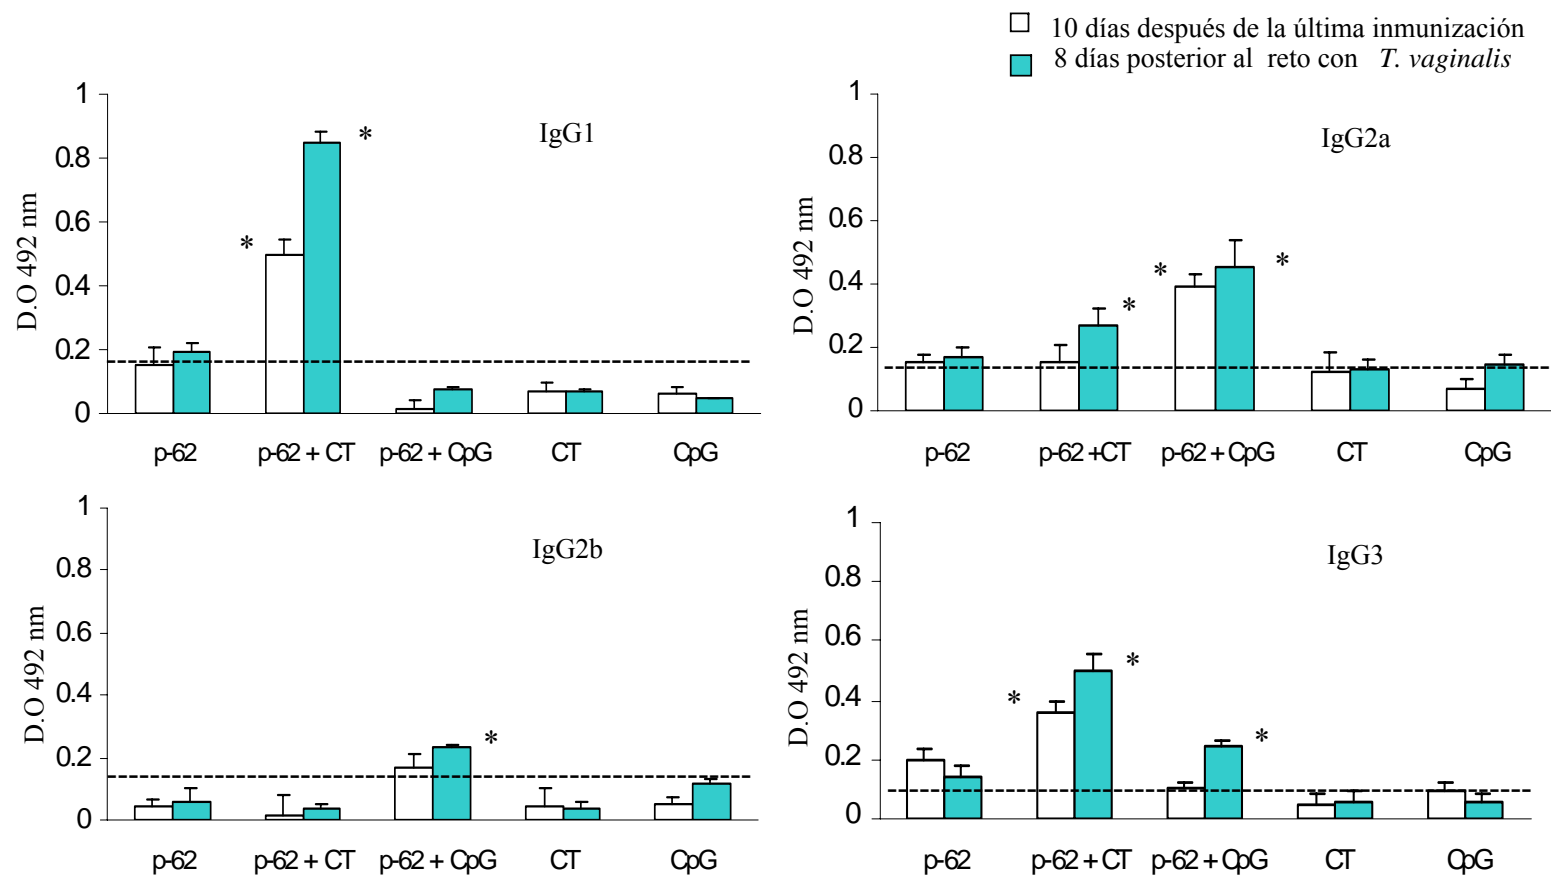 10 días después de la última inmunización
8 días posterior al reto con T. vaginalis
1
0.8
0.6
0.4
0.2
0
D.O 492 nm
IgG1
*
*
p-62
p-62 + CT
p-62 + CpG
CT
CpG
1
0.8
0.6
0.4
0.2
0
D.O 492 nm
IgG2a
*
*
*
p-62
p-62 +CT
p-62 + CpG
CT
CpG
1
0.8
0.6
0.4
0.2
0
D.O 492 nm
IgG2b
*
p-62
p-62 + CT
p-62 + CpG
CT
CpG
1
0.8
0.6
0.4
0.2
0
D.O 492 nm
IgG3
*
*
*
p-62
p-62 + CT
p-62 + CpG
CT
CpG